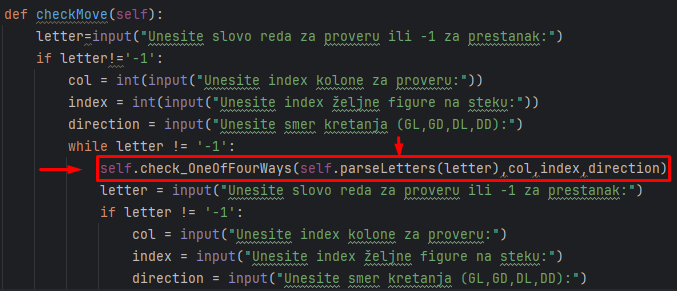 def checkMove(self):
    letter=input("Unesite slovo reda za proveru ili -1 za prestanak:")
    if letter!='-1':
        col = int(input("Unesite index kolone za proveru:"))
        index = int(input("Unesite index željne figure na steku:"))
        direction = input("Unesite smer kretanja (GL,GD,DL,DD):")
        while letter != '-1':
            self.check_OneOfFourWays(self.parseLetters(letter),col,index,direction)
            letter = input("Unesite slovo reda za proveru ili -1 za prestanak:")
            if letter != '-1':
                col = input("Unesite index kolone za proveru:")
                index = input("Unesite index željne figure na steku:")
                direction = input("Unesite smer kretanja (GL,GD,DL,DD):")